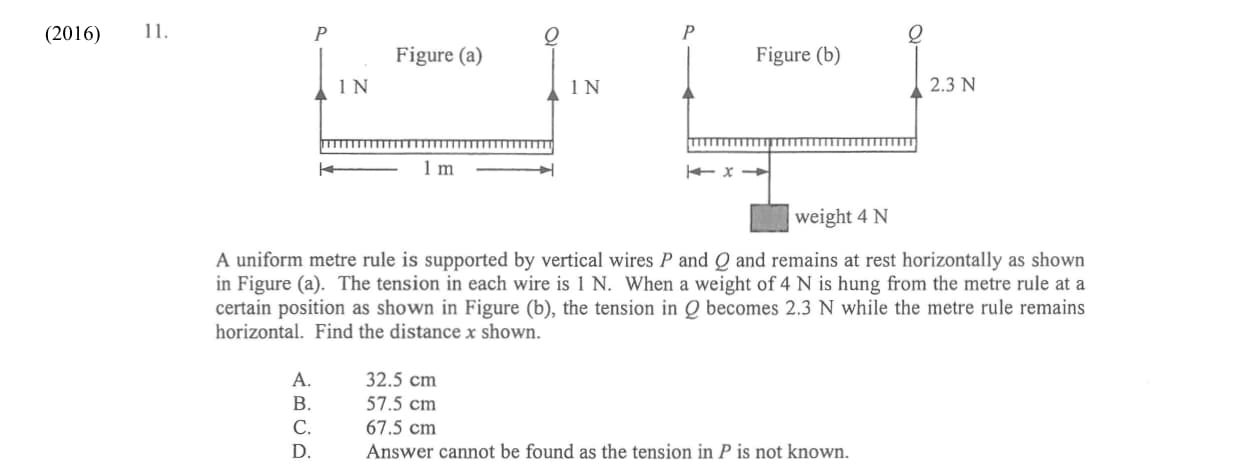 (2016) 11.
P Q P Q
Figure (a) Figure (b)
1 N 1 N 2.3 N
1 m x
weight 4 N
A uniform metre rule is supported by vertical wires P and Q and remains at rest horizontally as shown
in Figure (a). The tension in each wire is 1 N. When a weight of 4 N is hung from the metre rule at a
certain position as shown in Figure (b), the tension in Q becomes 2.3 N while the metre rule remains
horizontal. Find the distance x shown.
A. 32.5 cm
B. 57.5 cm
C. 67.5 cm
D. Answer cannot be found as the tension in P is not known.